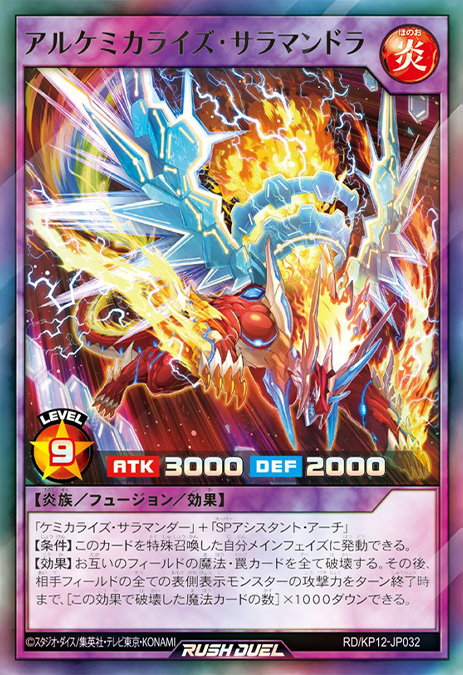 アルケミカライズ・サラマンドラ
ほのお
炎
LEVEL
9
ATK 3000 DEF 2000
【炎族／フュージョン／効果】
「ケミカライズ・サラマンダー」+「SPアシスタント・アーチ」
【条件】このカードを特殊召喚した自分メインフェイズに発動できる。
【効果】お互いのフィールドの魔法・罠カードを全て破壊する。その後、
相手フィールドの全ての表側表示モンスターの攻撃力をターン終了時
まで、[この効果で破壊した魔法カードの数]×1000ダウンできる。
©スタジオ・ダイス/集英社・テレビ東京・KONAMI
RUSH DUEL
RD/KP12-JP032